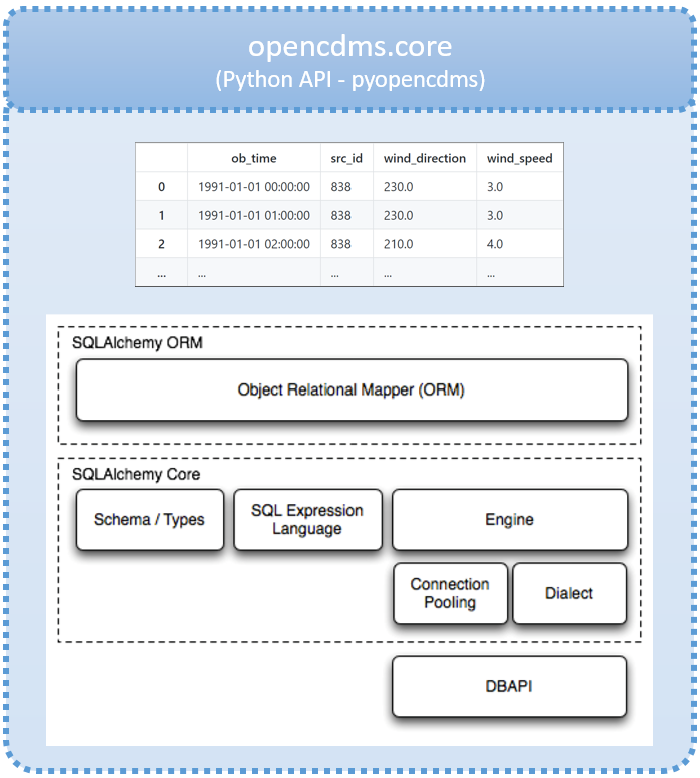 opencdms.core
(Python API - pyopencdms)
ob_time src_id wind_direction wind_speed
0 1991-01-01 00:00:00 838 230.0 3.0
1 1991-01-01 01:00:00 838 230.0 3.0
2 1991-01-01 02:00:00 838 210.0 4.0
... ... ... ... ...
SQLAlchemy ORM
Object Relational Mapper (ORM)
SQLAlchemy Core
Schema / Types
SQL Expression
Language
Engine
Connection
Pooling
Dialect
DBAPI